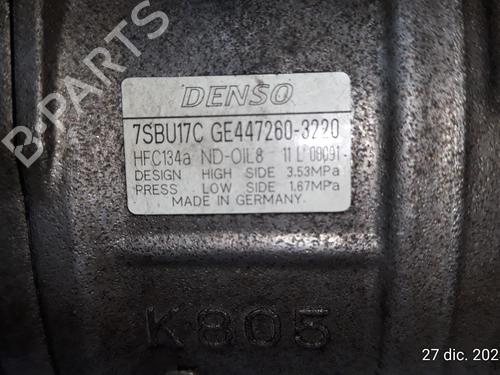 DENSO
7SBU17C GE447260-3220
HFC134a ND-OIL8 11 L 00091
DESIGN HIGH SIDE 3.53MPa
PRESS LOW SIDE 1.67MPa
MADE IN GERMANY
K805
B-PARTS
27 dic. 202